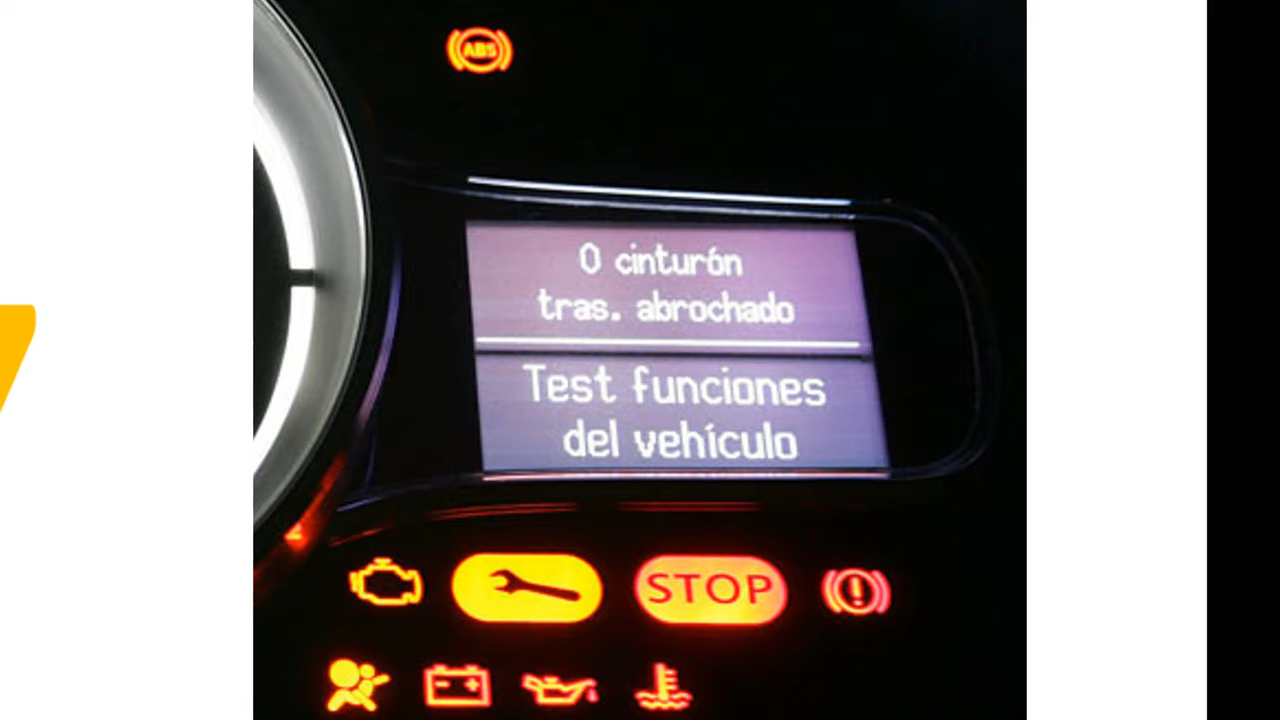 ABS
0 cinturón
tras. abrochado
Test funciones
del vehículo
STOP